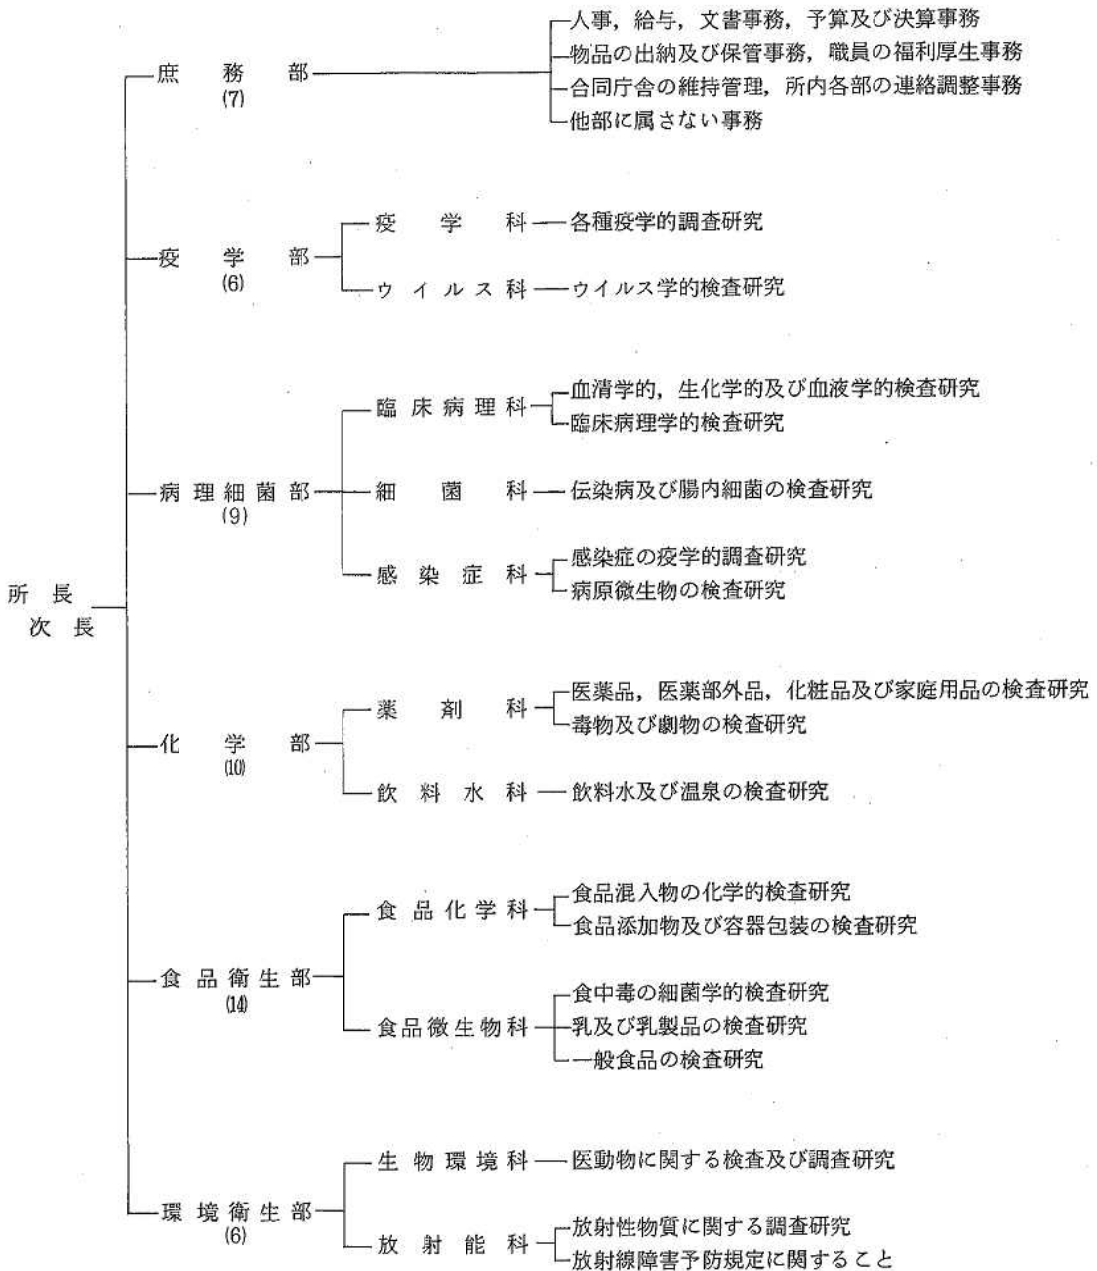 所長
次長
庶務部
(7)
人事，給与，文書事務，予算及び決算事務
物品の出納及び保管事務，職員の福利厚生事務
合同庁舎の維持管理，所内各部の連絡調整事務
他部に属さない事務
疫学部
(6)
疫学科
各種疫学的調査研究
ウイルス科
ウイルス学的検査研究
病理細菌部
(9)
臨床病理科
血清学的，生化学的及び血液学的検査研究
臨床病理学的検査研究
細菌科
伝染病及び腸内細菌の検査研究
感染症科
感染症の疫学的調査研究
病原微生物の検査研究
化学部
(10)
薬剤科
医薬品，医薬部外品，化粧品及び家庭用品の検査研究
毒物及び劇物の検査研究
飲料水科
飲料水及び温泉の検査研究
食品衛生部
(14)
食品化学科
食品混入物の化学的検査研究
食品添加物及び容器包装の検査研究
食品微生物科
食中毒の細菌学的検査研究
乳及び乳製品の検査研究
一般食品の検査研究
環境衛生部
(6)
生物環境科
医動物に関する検査及び調査研究
放射能科
放射性物質に関する調査研究
放射線障害予防規定に関すること